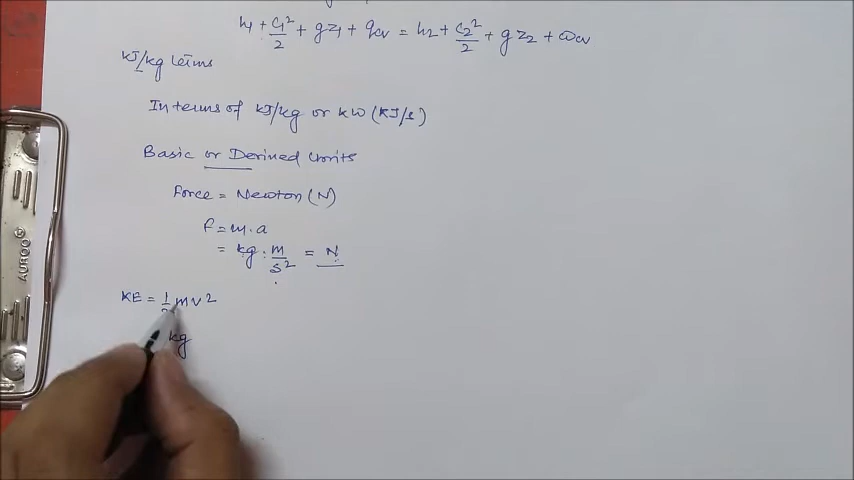 h₁ + C₁²/2 + gz₁ + qcv = h₂ + C₂²/2 + gz₂ + ωcv
kJ/kg terms
In terms of kJ/kg or kW (KJ/s)
Basic or Derived Units
Force = Newton (N)
F = m·a
= kg · m/s² = N
KE = 1/2 mv²
kg
AUROO